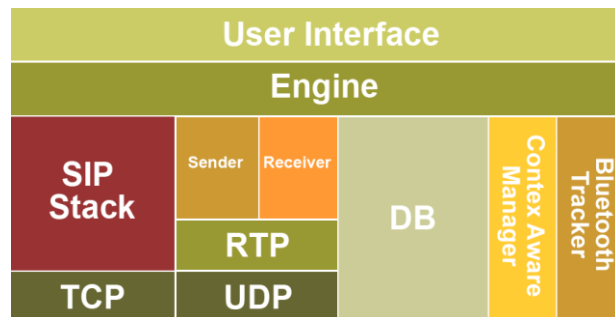 User Interface
Engine
SIP
Stack
Sender
Receiver
RTP
TCP
UDP
DB
Contex Aware
Manager
Bluetooth
Tracker